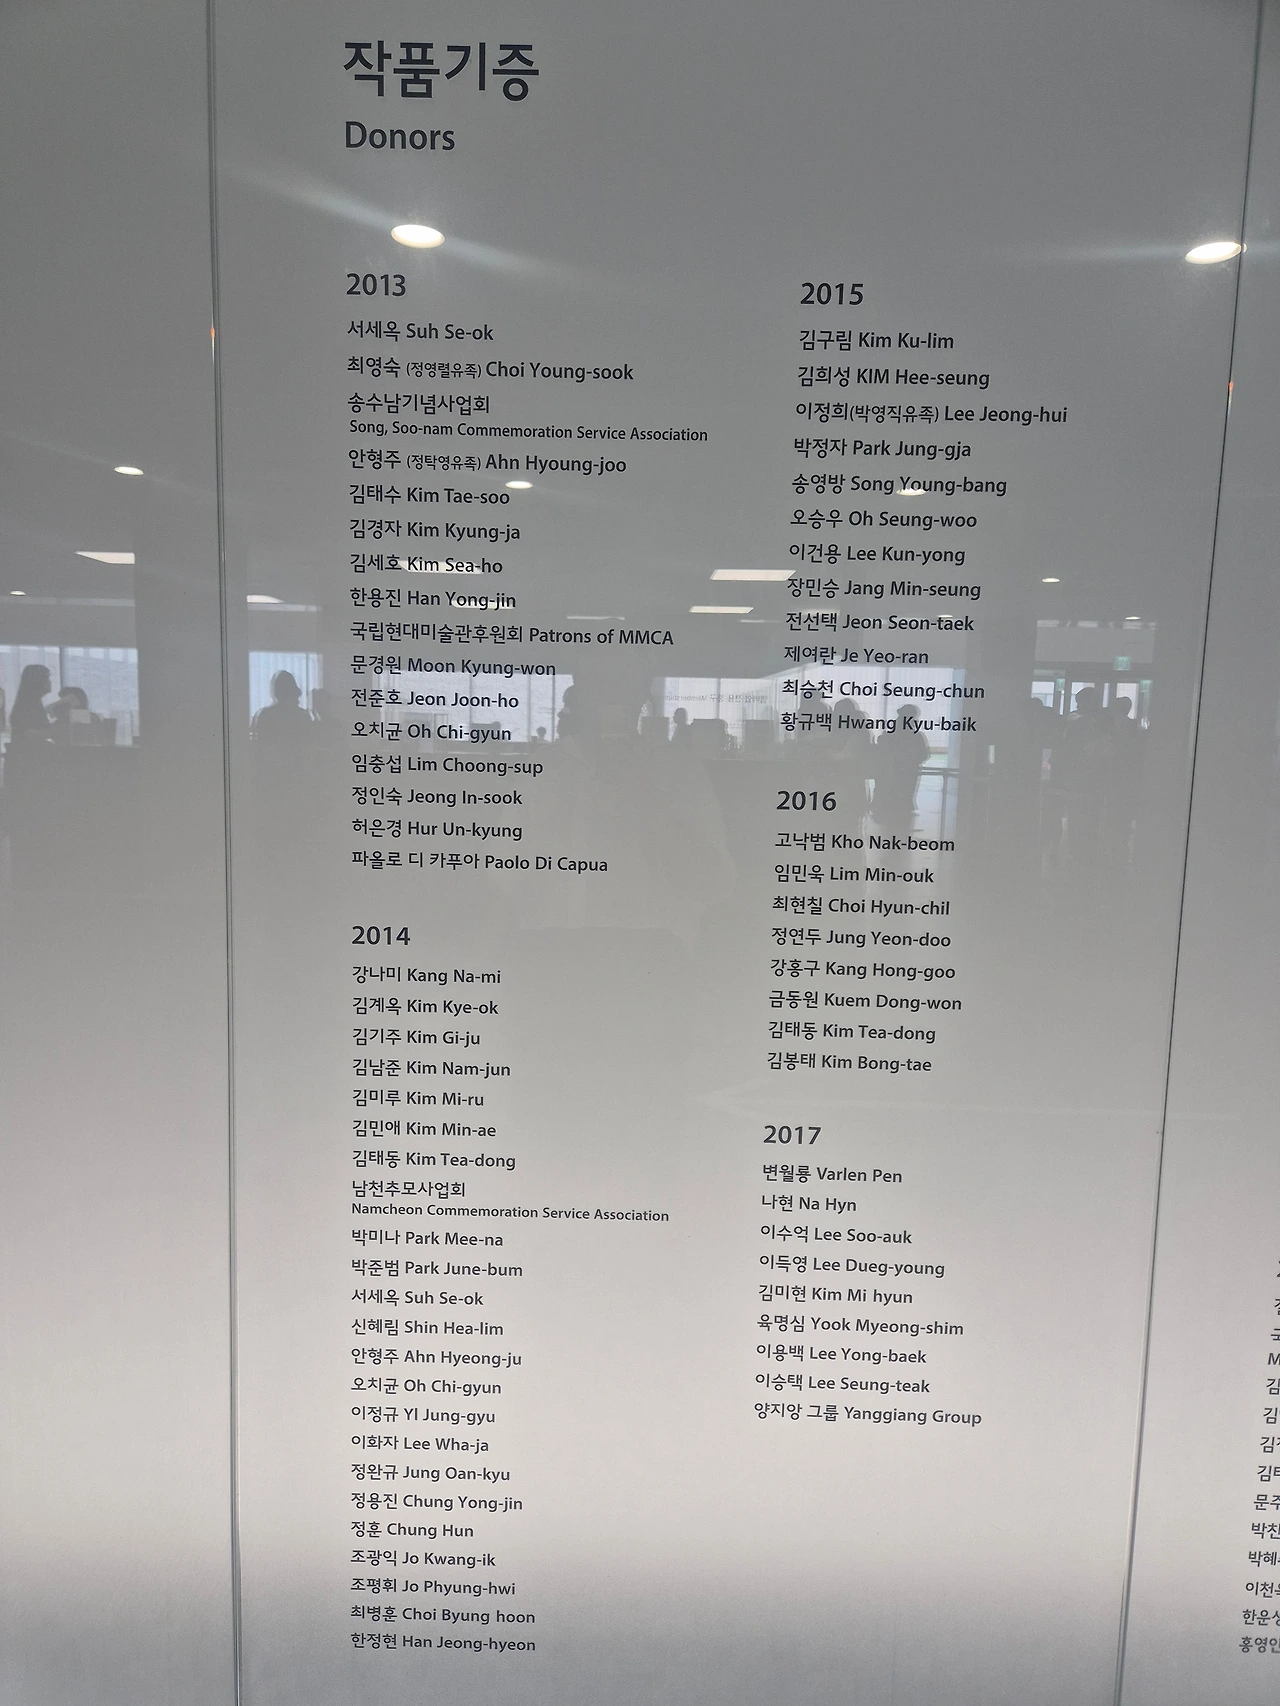 작품기증
Donors
2013
서세옥 Suh Se-ok
최영숙 (정영렬유족) Choi Young-sook
송수남기념사업회
Song, Soo-nam Commemoration Service Association
안형주 (정탁영유족) Ahn Hyoung-joo
김태수 Kim Tae-soo
김경자 Kim Kyung-ja
김세호 Kim Sea-ho
한용진 Han Yong-jin
국립현대미술관후원회 Patrons of MMCA
문경원 Moon Kyung-won
전준호 Jeon Joon-ho
오치균 Oh Chi-gyun
임충섭 Lim Choong-sup
정인숙 Jeong In-sook
허은경 Hur Un-kyung
파올로 디 카푸아 Paolo Di Capua
2014
강나미 Kang Na-mi
김계옥 Kim Kye-ok
김기주 Kim Gi-ju
김남준 Kim Nam-jun
김미루 Kim Mi-ru
김민애 Kim Min-ae
김태동 Kim Tea-dong
남천추모사업회
Namcheon Commemoration Service Association
박미나 Park Mee-na
박준범 Park June-bum
서세옥 Suh Se-ok
신혜림 Shin Hea-lim
안형주 Ahn Hyeong-ju
오치균 Oh Chi-gyun
이정규 YI Jung-gyu
이화자 Lee Wha-ja
정완규 Jung Oan-kyu
정용진 Chung Yong-jin
정훈 Chung Hun
조광익 Jo Kwang-ik
조평휘 Jo Phyung-hwi
최병훈 Choi Byung hoon
한정현 Han Jeong-hyeon
2015
김구림 Kim Ku-lim
김희성 KIM Hee-seung
이정희(박영직유족) Lee Jeong-hui
박정자 Park Jung-gja
송영방 Song Young-bang
오승우 Oh Seung-woo
이건용 Lee Kun-yong
장민승 Jang Min-seung
전선택 Jeon Seon-taek
제여란 Je Yeo-ran
최승천 Choi Seung-chun
황규백 Hwang Kyu-baik
2016
고낙범 Kho Nak-beom
임민욱 Lim Min-ouk
최현칠 Choi Hyun-chil
정연두 Jung Yeon-doo
강홍구 Kang Hong-goo
금동원 Kuem Dong-won
김태동 Kim Tea-dong
김봉태 Kim Bong-tae
2017
변월룡 Varlen Pen
나현 Na Hyn
이수억 Lee Soo-auk
이득영 Lee Dueg-young
김미현 Kim Mi hyun
육명심 Yook Myeong-shim
이용백 Lee Yong-baek
이승택 Lee Seung-teak
양지앙 그룹 Yanggiang Group